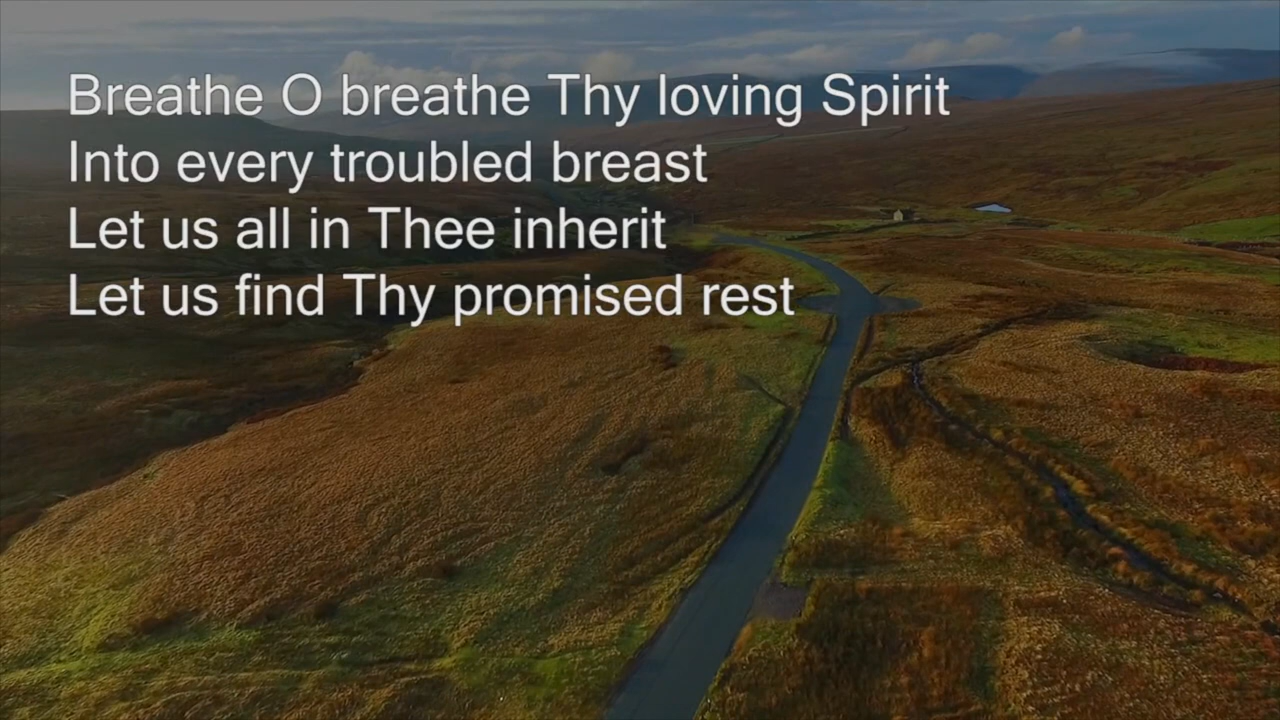 Breathe O breathe Thy loving Spirit
Into every troubled breast
Let us all in Thee inherit
Let us find Thy promised rest